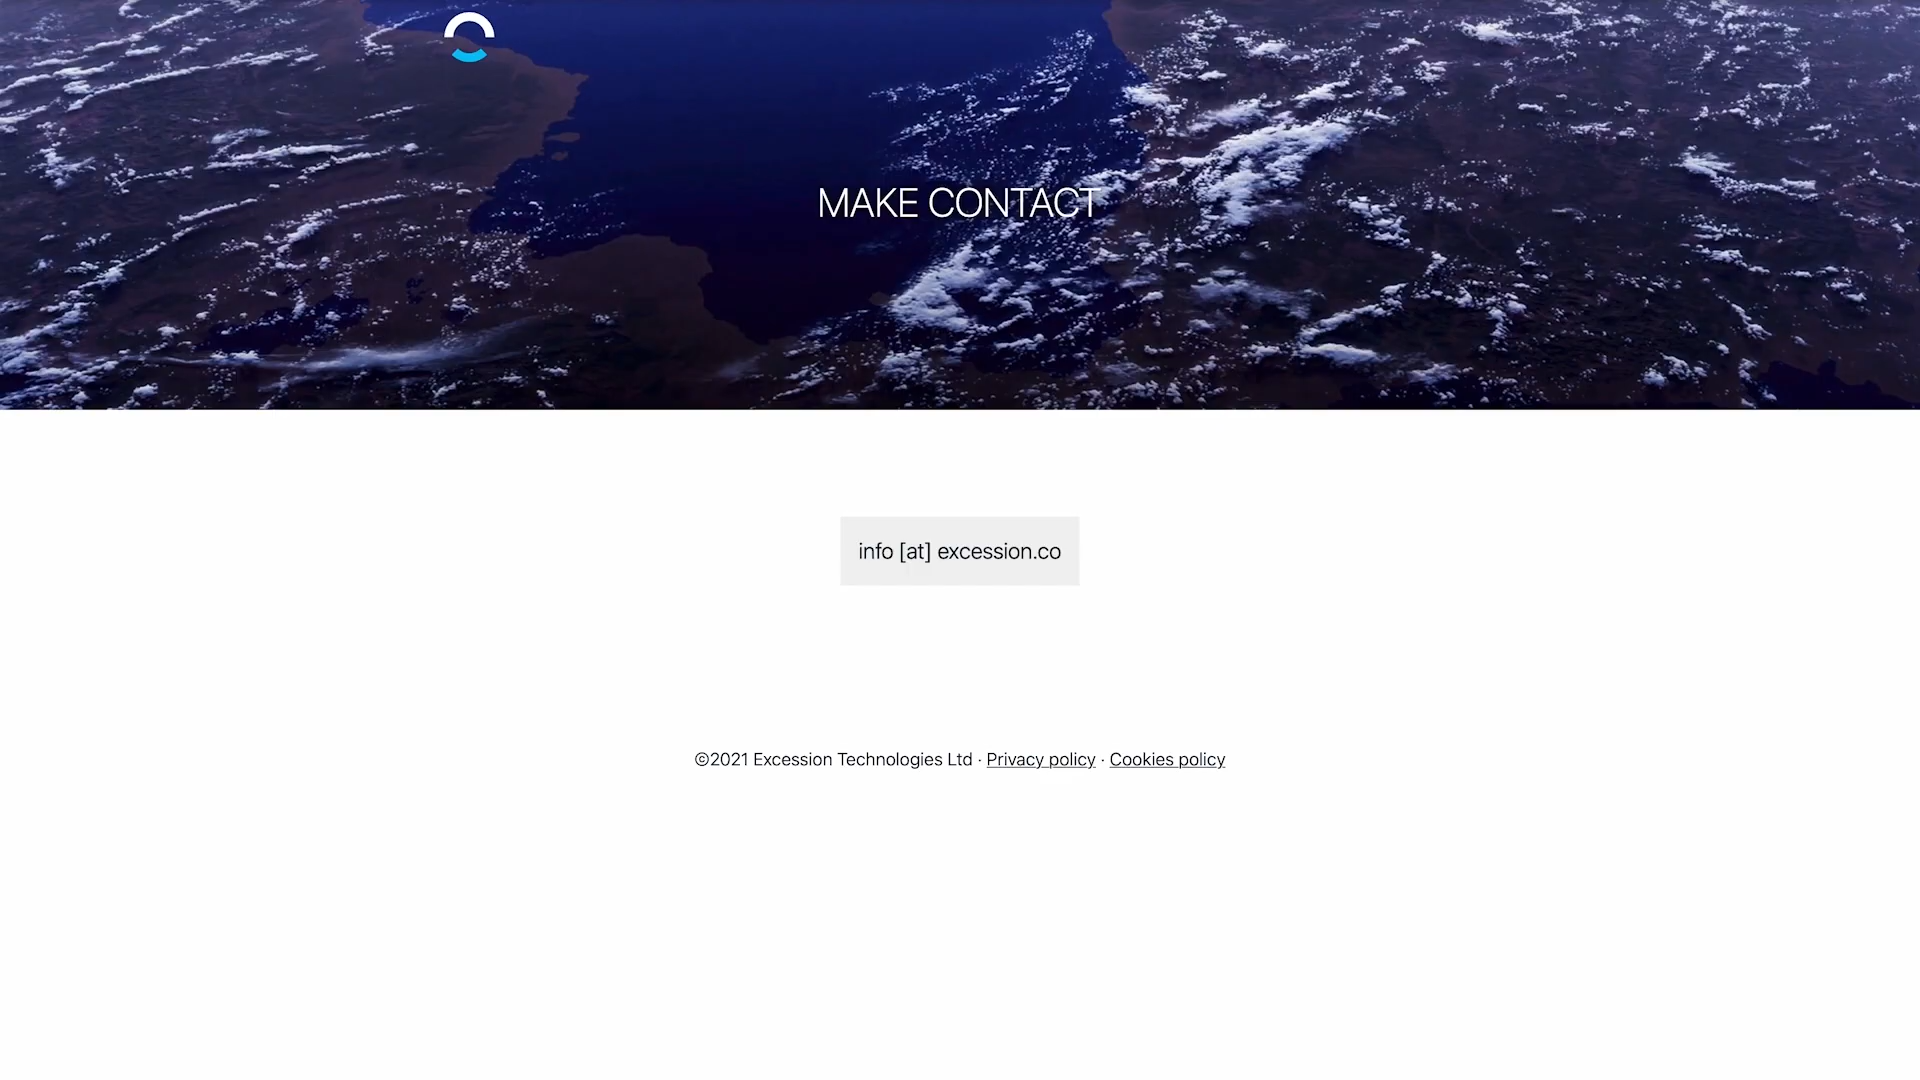 MAKE CONTACT
info [at] excession.co
©2021 Excession Technologies Ltd · Privacy policy · Cookies policy